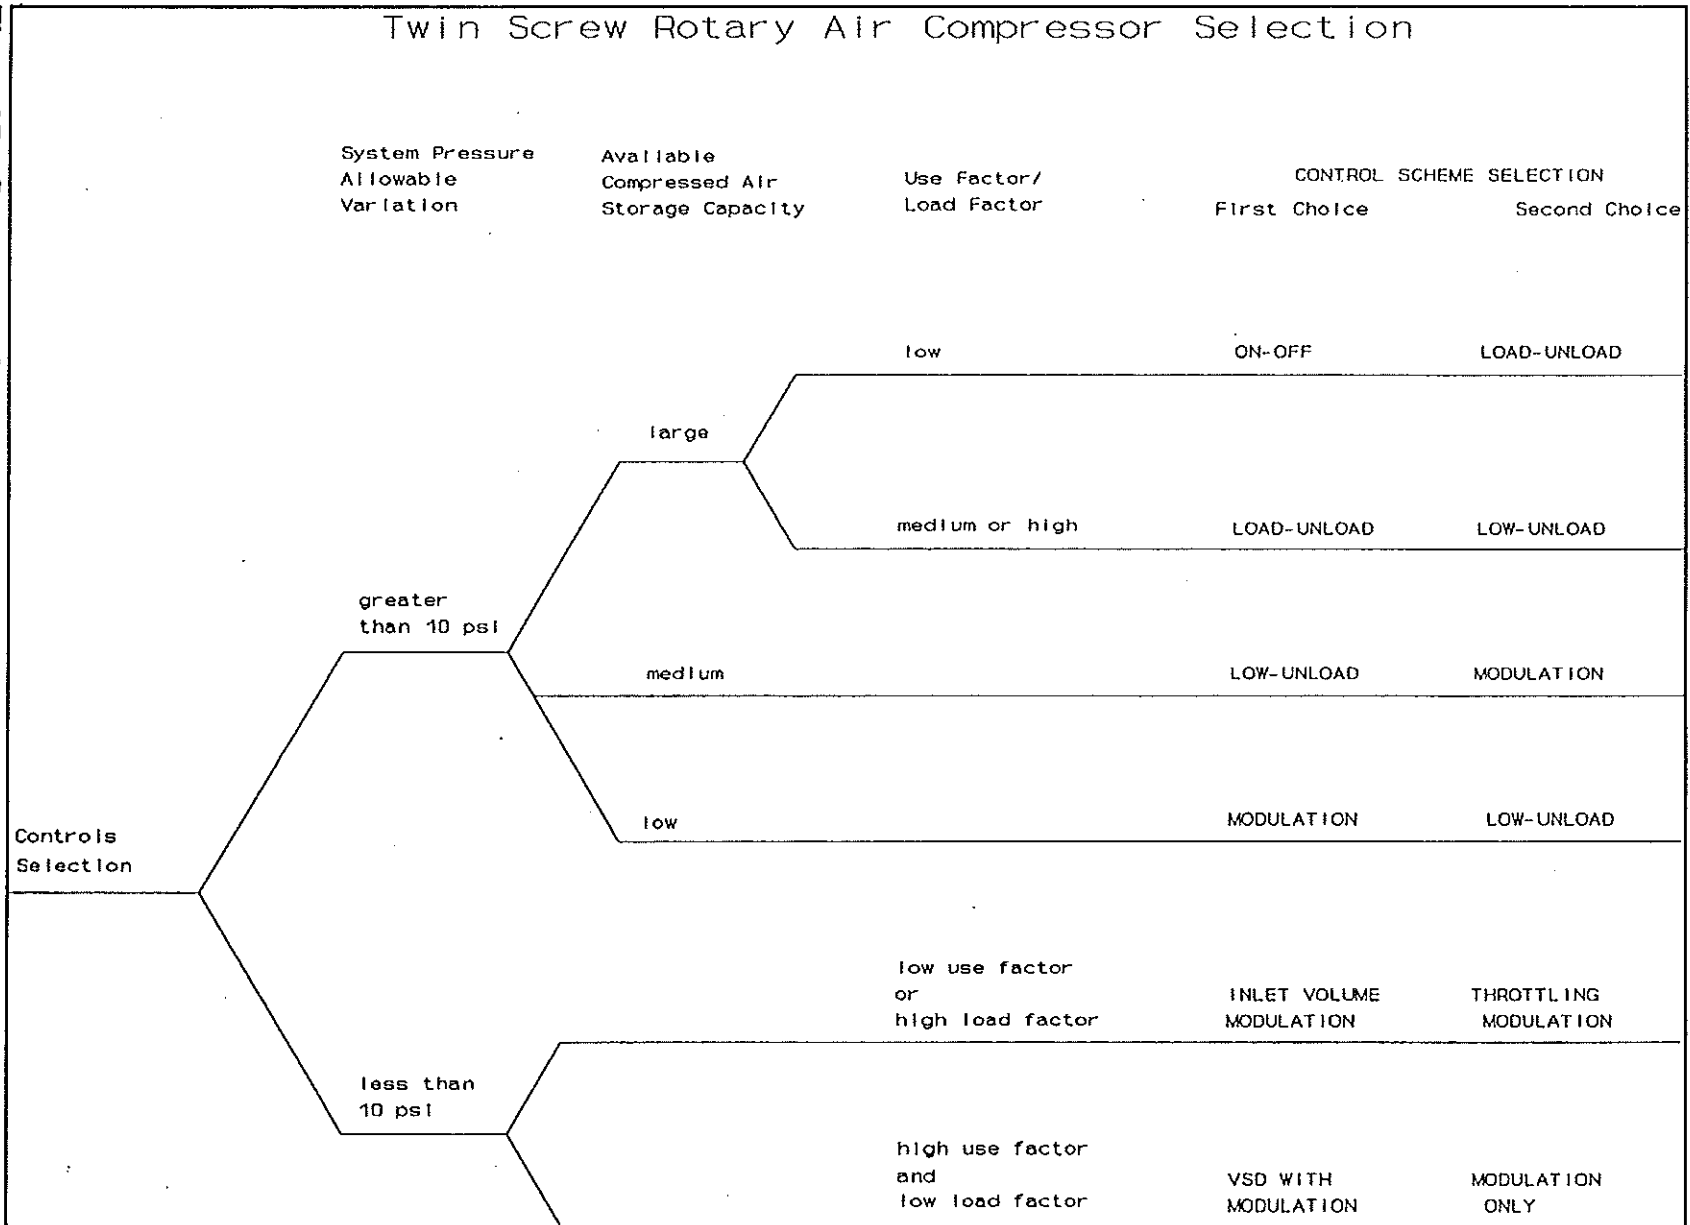 Twin Screw Rotary Air Compressor Selection
System Pressure
Allowable
Variation
Available
Compressed Air
Storage Capacity
Use Factor/
Load Factor
CONTROL SCHEME SELECTION
First Choice
Second Choice
low
ON-OFF
LOAD-UNLOAD
large
medium or high
LOAD-UNLOAD
LOW-UNLOAD
greater
than 10 psi
medium
LOW-UNLOAD
MODULATION
low
MODULATION
LOW-UNLOAD
Controls
Selection
low use factor
or
high load factor
INLET VOLUME
MODULATION
THROTTLING
MODULATION
less than
10 psi
high use factor
and
low load factor
VSD WITH
MODULATION
MODULATION
ONLY